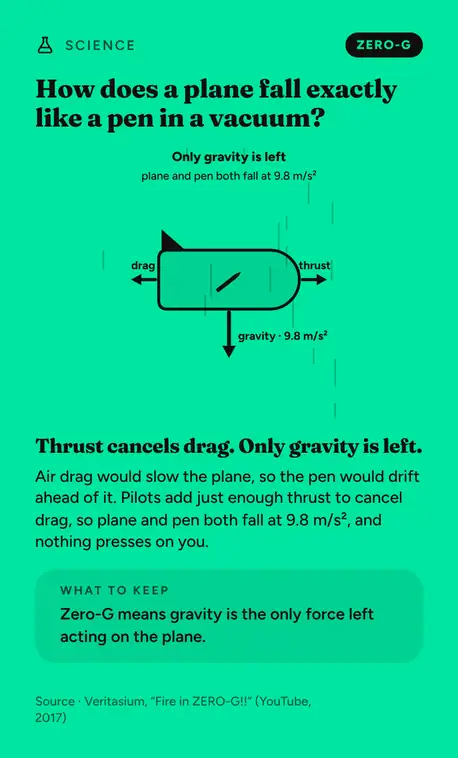 SCIENCE
ZERO-G
How does a plane fall exactly
like a pen in a vacuum?
Only gravity is left
plane and pen both fall at 9.8 m/s²
drag
thrust
gravity · 9.8 m/s²
Thrust cancels drag. Only gravity is left.
Air drag would slow the plane, so the pen would drift
ahead of it. Pilots add just enough thrust to cancel
drag, so plane and pen both fall at 9.8 m/s², and
nothing presses on you.
WHAT TO KEEP
Zero-G means gravity is the only force left
acting on the plane.
Source · Veritasium, “Fire in ZERO-G!!” (YouTube,
2017)